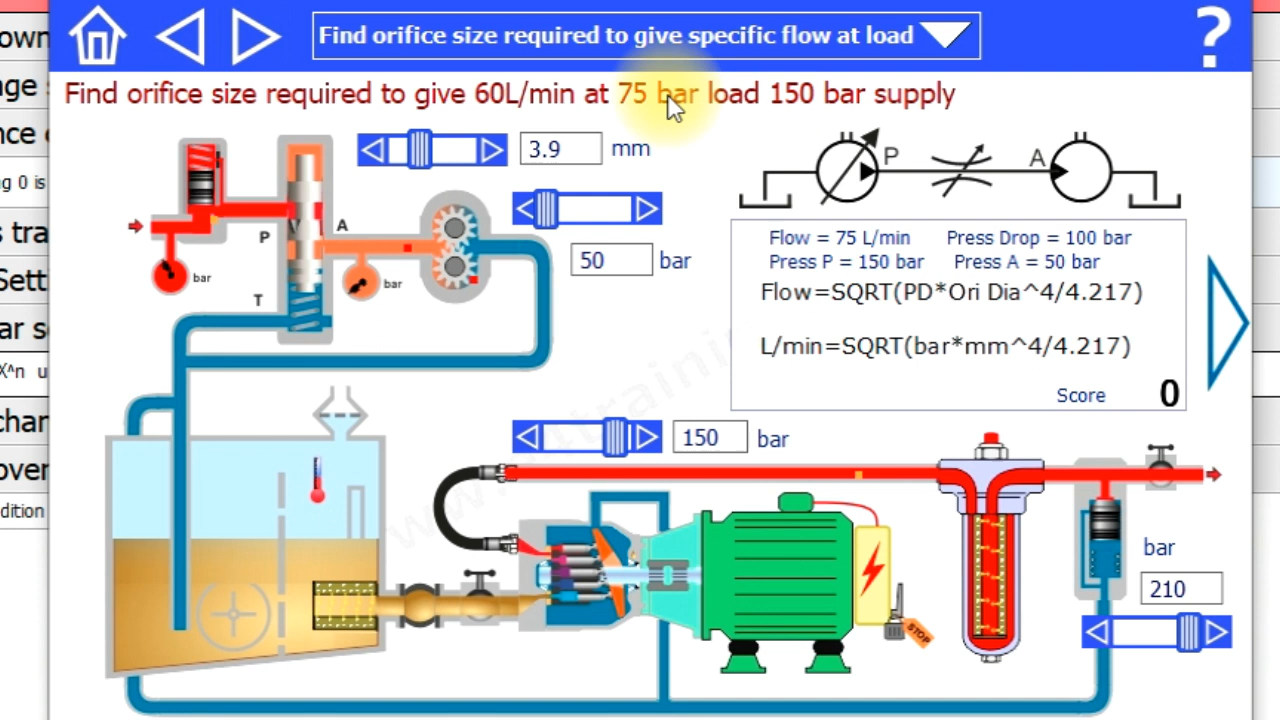 Find orifice size required to give specific flow at load
?
Find orifice size required to give 60L/min at 75 bar load 150 bar supply
3.9 mm
50 bar
P
A
V
T
bar
bar
P
A
Flow = 75 L/min Press Drop = 100 bar
Press P = 150 bar Press A = 50 bar
Flow=SQRT(PD*Ori Dia^4/4.217)
L/min=SQRT(bar*mm^4/4.217)
Score 0
150 bar
bar
210
STOP
own
ge
nce
ng 0 is
s tra
Sett
ar s
X^n u
char
over
dition